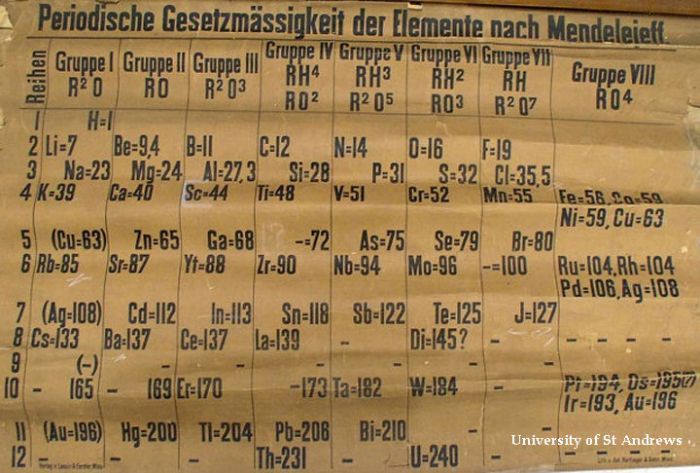 Periodische Gesetzmässigkeit der Elemente nach Mendelejeff.
Reihen Gruppe I R²O Gruppe II RO Gruppe III R²O³ Gruppe IV RH⁴ RO² Gruppe V RH³ R²O⁵ Gruppe VI RH² RO³ Gruppe VII RH R²O⁷ Gruppe VIII RO⁴
1 H=1
2 Li=7 Be=9,4 B=11 C=12 N=14 O=16 F=19
3 Na=23 Mg=24 Al=27,3 Si=28 P=31 S=32 Cl=35,5
4 K=39 Ca=40 Sc=44 Ti=48 V=51 Cr=52 Mn=55 Fe=56, Co=59
Ni=59, Cu=63
5 (Cu=63) Zn=65 Ga=68 -=72 As=75 Se=79 Br=80
6 Rb=85 Sr=87 Yt=88 Zr=90 Nb=94 Mo=96 -=100 Ru=104, Rh=104
Pd=106, Ag=108
7 (Ag=108) Cd=112 In=113 Sn=118 Sb=122 Te=125 J=127
8 Cs=133 Ba=137 Ce=137 La=139 - Di=145? - - - - -
9 (-) - - - - - -
10 - 165 - 169 Er=170 -173 Ta=182 W=184 - Pt=194, Os=195(?)
Ir=193, Au=196
11 (Au=196) Hg=200 Tl=204 Pb=206 Bi=210 - -
12 - - - Th=231 - U=240 - - - - -
University of St Andrews